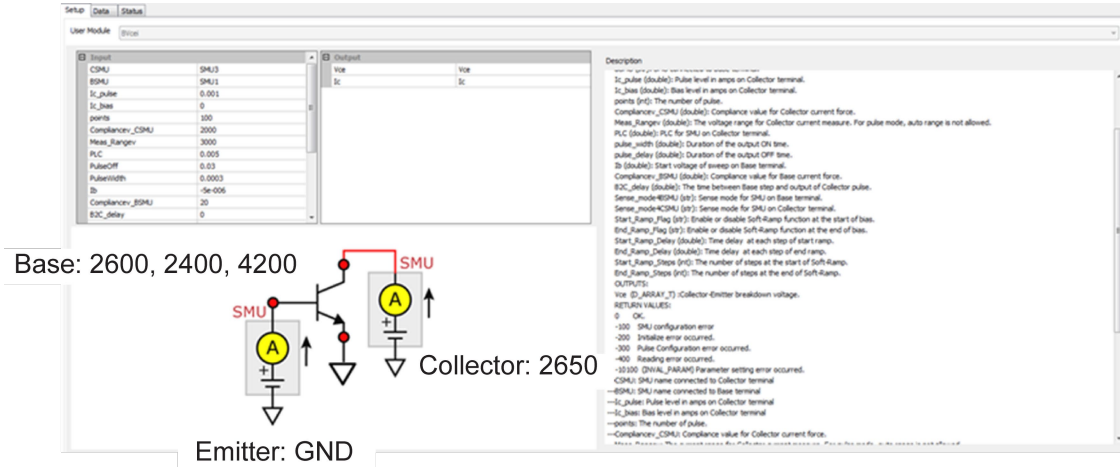 Setup Data Status
User Module BVcei
Input
CSMU SMU3
BSMU SMU1
Ic_pulse 0.001
Ic_bias 0
points 100
Compliancev_CSMU 2000
Meas_Rangev 3000
PLC 0.005
PulseOff 0.03
PulseWidth 0.0003
Ib -5e-006
Compliancev_BSMU 20
B2C_delay 0
Output
Vce Vce
Ic Ic
Description
Ic_pulse (double): Pulse level in amps on Collector terminal.
Ic_bias (double): Bias level in amps on Collector terminal.
points (int): The number of pulse.
Compliancev_CSMU (double): Compliance value for Collector current force.
Meas_Rangev (double): The voltage range for Collector current measure. For pulse mode, auto range is not allowed.
PLC (double): PLC for SMU on Collector terminal.
pulse_width (double): Duration of the output ON time.
pulse_delay (double): Duration of the output OFF time.
Ib (double): Start voltage of sweep on Base terminal.
Compliancev_BSMU (double): Compliance value for Base current force.
B2C_delay (double): The time between Base step and output of Collector pulse.
Sense_mode4BSMU (str): Sense mode for SMU on Base terminal.
Sense_mode4CSMU (str): Sense mode for SMU on Collector terminal.
Start_Ramp_Flag (str): Enable or disable Soft-Ramp function at the start of bias.
End_Ramp_Flag (str): Enable or disable Soft-Ramp function at the end of bias.
Start_Ramp_Delay (double): Time delay at each step of start ramp.
End_Ramp_Delay (double): Time delay at each step of end ramp.
Start_Ramp_Steps (int): The number of steps at the start of Soft-Ramp.
End_Ramp_Steps (int): The number of steps at the end of Soft-Ramp.
OUTPUTS:
Vce (D_ARRAY_T) :Collector-Emitter breakdown voltage.
RETURN VALUES:
0 OK.
-100 SMU configuration error
-200 Initialize error occurred.
-300 Pulse Configuration error occurred.
-400 Reading error occurred.
-10100 (INVAL_PARAM) Parameter setting error occurred.
CSMU: SMU name connected to Collector terminal
---BSMU: SMU name connected to Base terminal
---Ic_pulse: Pulse level in amps on Collector terminal
---Ic_bias: Bias level in amps on Collector terminal
---points: The number of pulse.
---Compliancev_CSMU: Compliance value for Collector current force.
Base: 2600, 2400, 4200
SMU
A
SMU
A
Collector: 2650
Emitter: GND